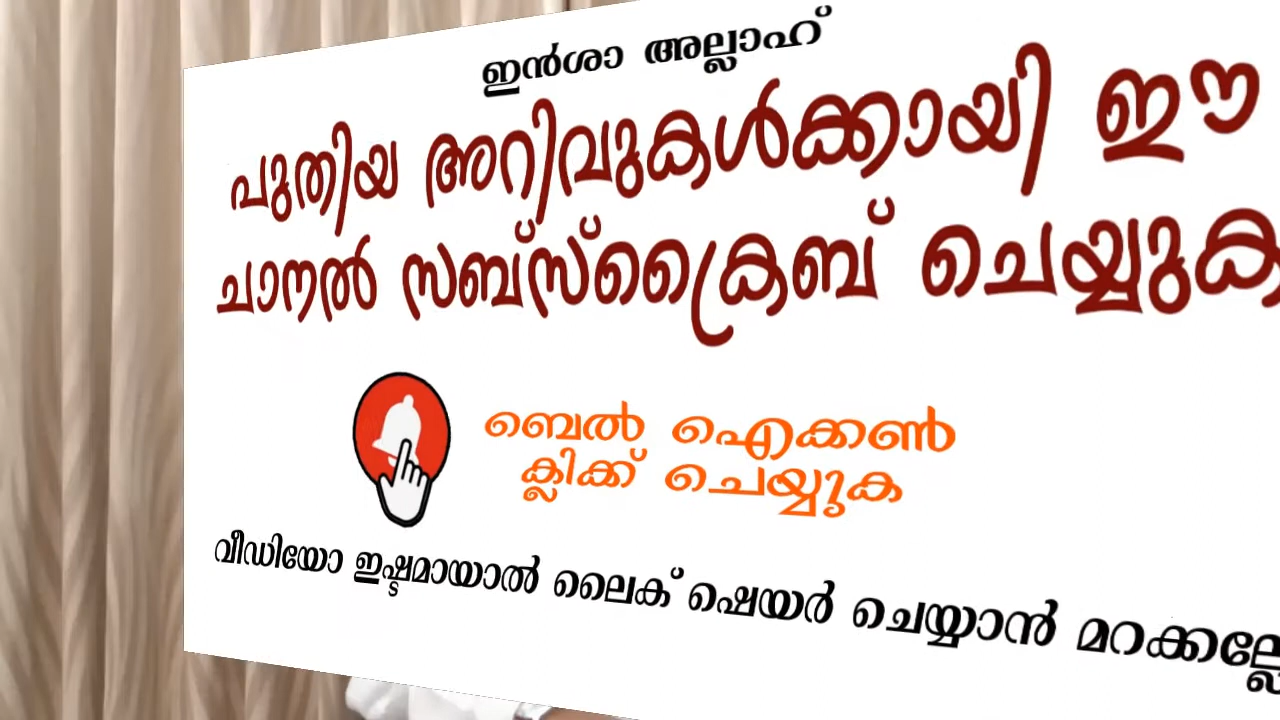 ഇൻശാ അല്ലാഹ്
പുതിയ അറിവുകൾക്കായി ഈ
ചാനൽ സബ്സ്ക്രൈബ് ചെയ്യുക
ബെൽ ഐക്കൺ
ക്ലിക്ക് ചെയ്യുക
വീഡിയോ ഇഷ്ടമായാൽ ലൈക് ഷെയർ ചെയ്യാൻ മറക്കല്ലേ